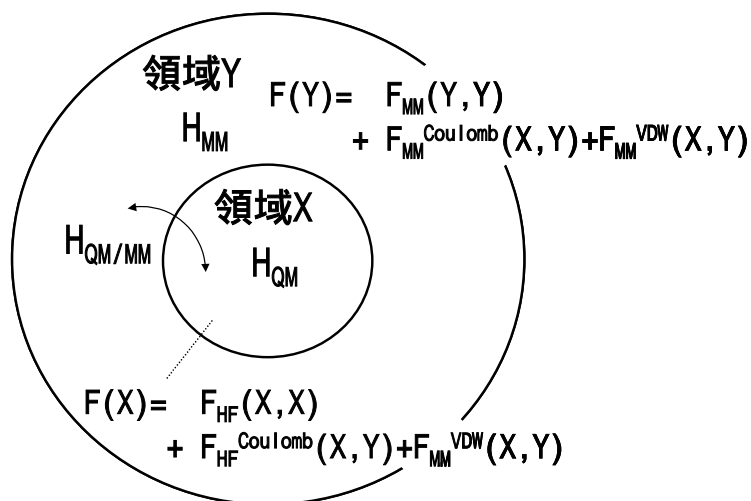 領域Y
F(Y)= F_MM(Y,Y)
H_MM
+ F_MM^Coulomb(X,Y)+F_MM^VDW(X,Y)
領域X
H_QM/MM
H_QM
F(X)= F_HF(X,X)
+ F_HF^Coulomb(X,Y)+F_MM^VDW(X,Y)